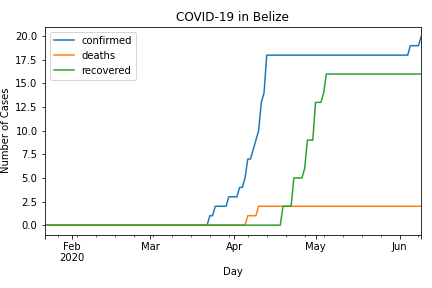 COVID-19 in Belize
confirmed
deaths
recovered
Number of Cases
20.0
17.5
15.0
12.5
10.0
7.5
5.0
2.5
0.0
Feb
2020
Mar
Apr
May
Jun
Day